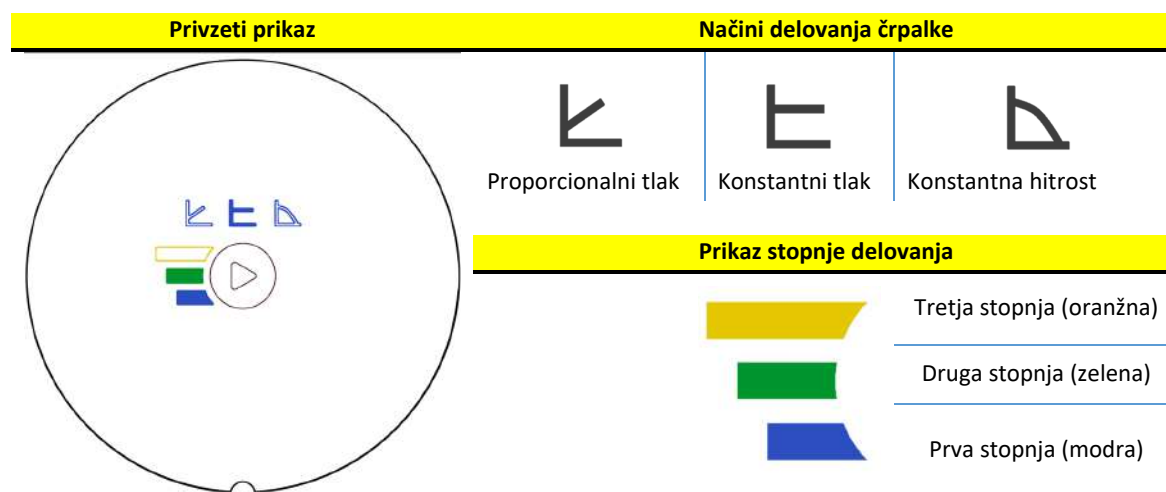 Privzeti prikaz
Načini delovanja črpalke
Proporcionalni tlak
Konstantni tlak
Konstantna hitrost
Prikaz stopnje delovanja
Tretja stopnja (oranžna)
Druga stopnja (zelena)
Prva stopnja (modra)